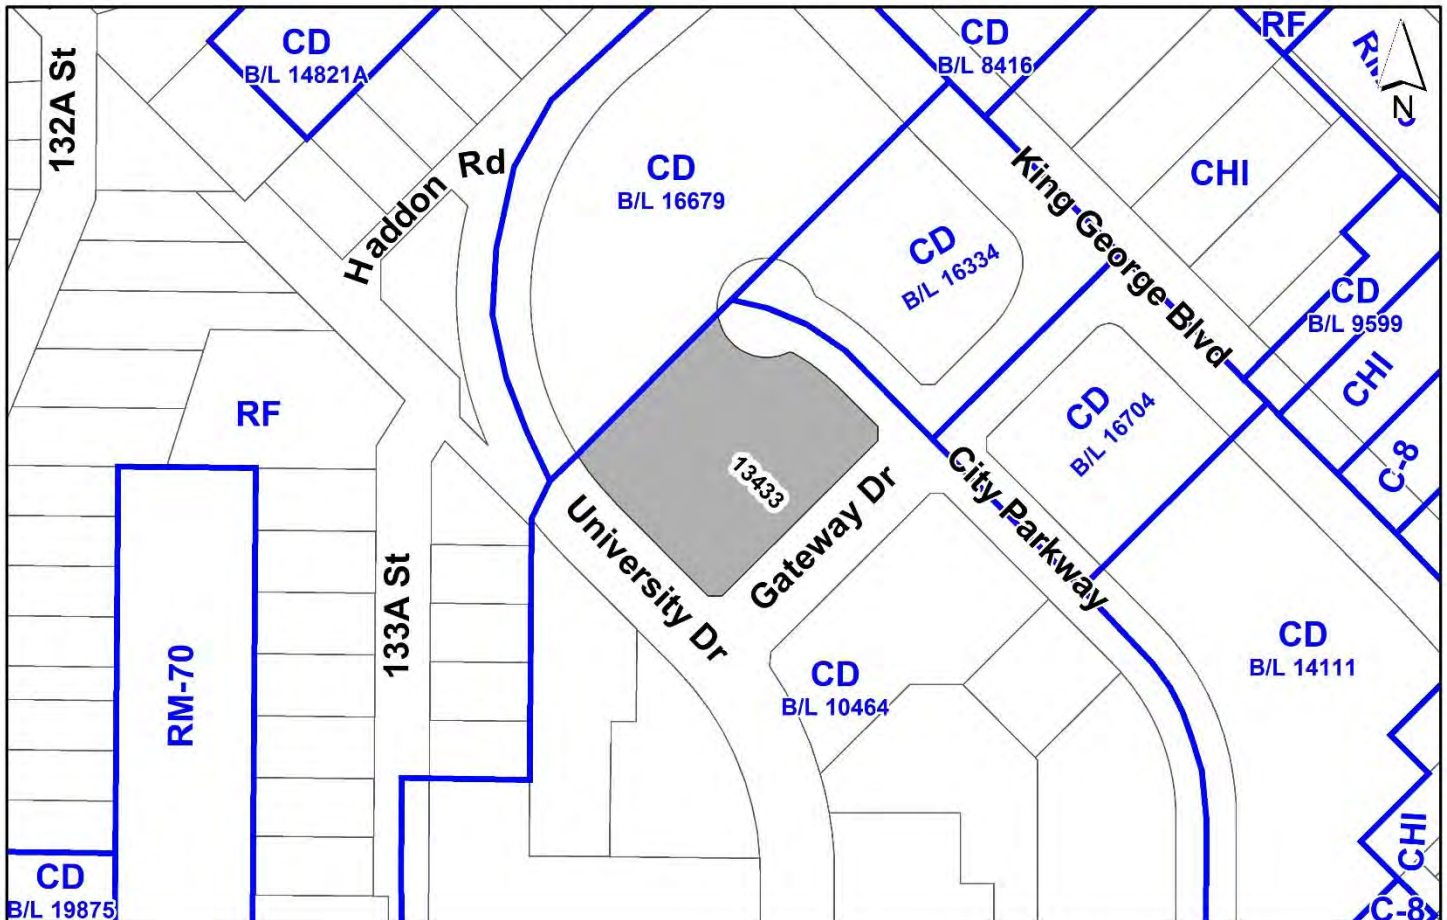 132A St
CD
B/L 14821A
Haddon Rd
CD
B/L 16679
CD
B/L 8416
RF
N
CHI
King George Blvd
CD
B/L 16334
CD
B/L 9599
CHI
C-8
CD
B/L 16704
RF
13433
City Parkway
Gateway Dr
University Dr
133A St
RM-70
CD
B/L 10464
CD
B/L 14111
CHI
C-8
CD
B/L 19875